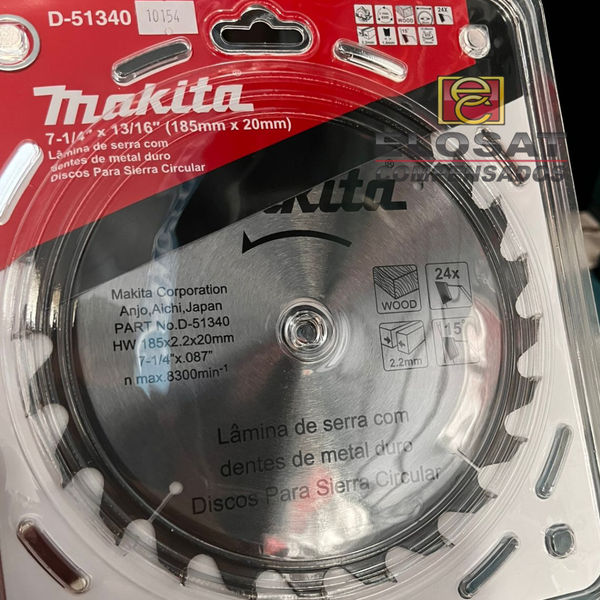 D-51340
10154
WOOD
24X
15°
makita®
7-1/4" x 13/16" (185mm x 20mm)
Lâmina de serra com
dentes de metal duro
Discos Para Sierra Circular
COMPENSADOS
Makita Corporation
Anjo,Aichi,Japan
PART No.D-51340
HW 185x2.2x20mm
7-1/4"x.087"
n max.8300min⁻¹
WOOD
24x
2.2mm
15°
Lâmina de serra com
dentes de metal duro
Discos Para Sierra Circular